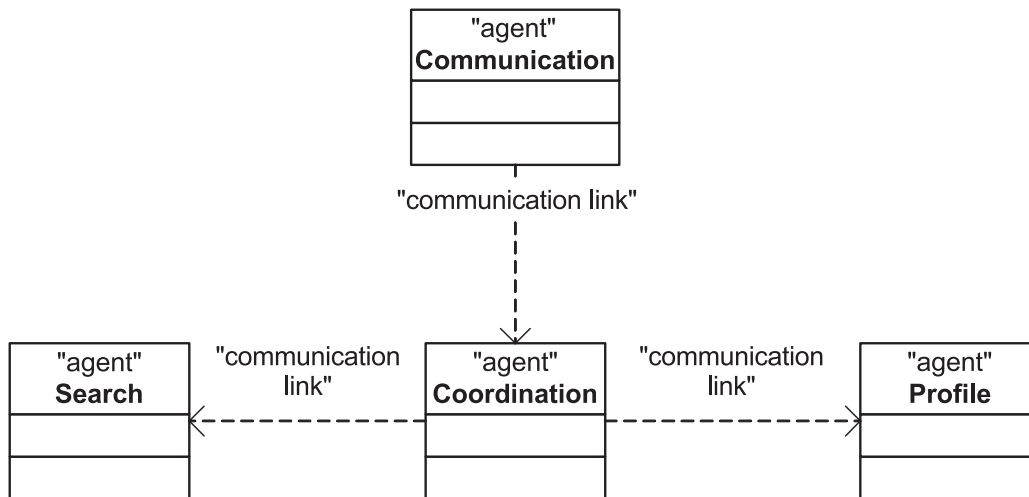 "agent"
Communication
"communication link"
"agent"
Search
"communication
link"
"agent"
Coordination
"communication
link"
"agent"
Profile